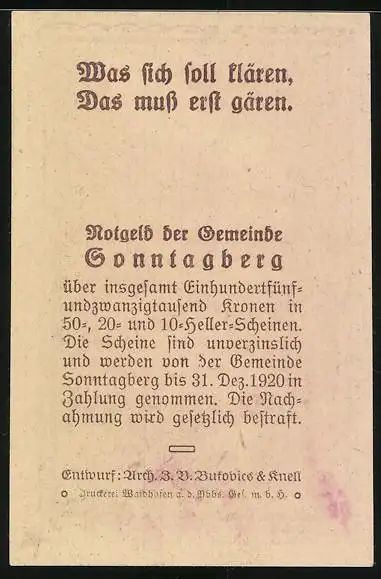 Was sich soll klären,
Das muß erst gären.
Notgeld der Gemeinde
Sonntagberg
über insgesamt Einhundertfünf-
undzwanzigtausend Kronen in
50-, 20- und 10-Heller-Scheinen.
Die Scheine sind unverzinslich
und werden von der Gemeinde
Sonntagberg bis 31. Dez. 1920 in
Zahlung genommen. Die Nach-
ahmung wird gesetzlich bestraft.
Entwurf: Arch. J. V. Bukovics & Knell
Druckerei Waidhofen a. d. Ybbs, Ges. m. b. H.